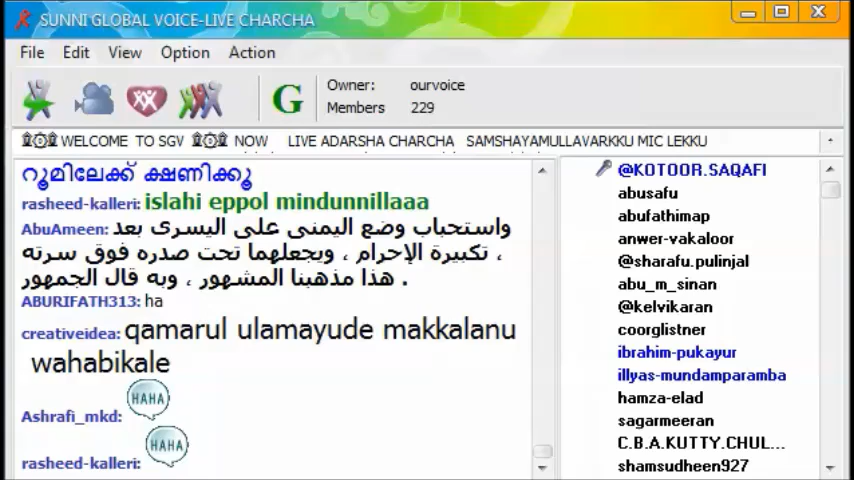 SUNNI GLOBAL VOICE-LIVE CHARCHA
File Edit View Option Action
G
Owner: ourvoice
Members 229
WELCOME TO SGV NOW LIVE ADARSHA CHARCHA SAMSHAYAMULLAVARKKU MIC LEKKU
റൂമിലേക്ക് ക്ഷണിക്കൂ
rasheed-kalleri: islahi eppol mindunnillaaa
AbuAmeen: واستحباب وضع اليمنى على اليسرى بعد
تكبيرة الإحرام ، ويجعلهما تحت صدره فوق سرته ،
هذا مذهبنا المشهور ، وبه قال الجمهور .
ABURIFATH313: ha
creativeidea: qamarul ulamayude makkalanu
wahabikale
HAHA
Ashrafi_mkd:
HAHA
rasheed-kalleri:
@KOTOOR.SAQAFI
abusafu
abufathimap
anwer-vakaloor
@sharafu.pulinjal
abu_m_sinan
@kelvikaran
coorglistner
ibrahim-pukayur
illyas-mundamparamba
hamza-elad
sagarmeeran
C.B.A.KUTTY.CHUL...
shamsudheen927